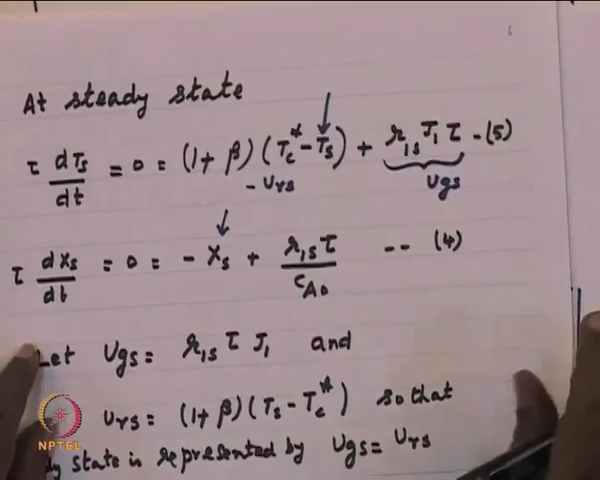 At steady state
τ dTs/dt = 0 = (1 + β) (Tc* - Ts) + r1s J1 τ - (5)
- Urs Ugs
τ dXs/dt = 0 = - Xs + r1s τ / CA0 -- (4)
Let Ugs = r1s τ J1 and
Urs = (1 + β) (Ts - Tc*) so that
state is represented by Ugs = Urs
NPTEL